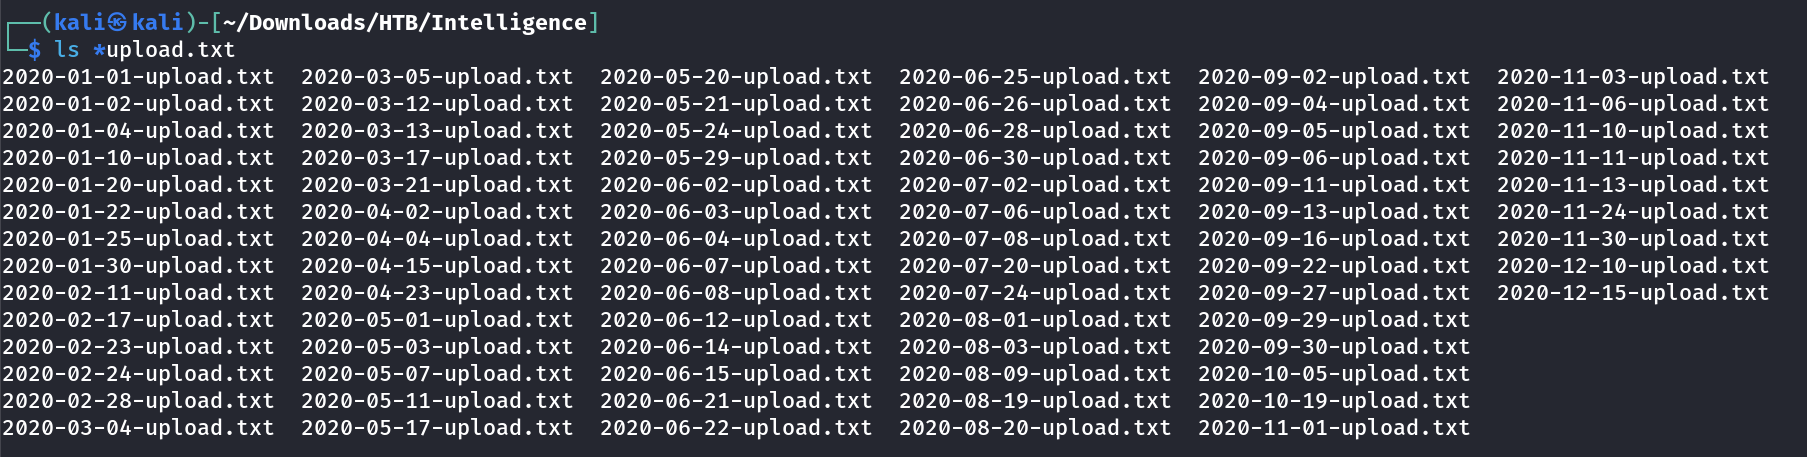 ┌──(kali㉿kali)-[~/Downloads/HTB/Intelligence]
└─$ ls *upload.txt
2020-01-01-upload.txt  2020-03-05-upload.txt  2020-05-20-upload.txt  2020-06-25-upload.txt  2020-09-02-upload.txt  2020-11-03-upload.txt
2020-01-02-upload.txt  2020-03-12-upload.txt  2020-05-21-upload.txt  2020-06-26-upload.txt  2020-09-04-upload.txt  2020-11-06-upload.txt
2020-01-04-upload.txt  2020-03-13-upload.txt  2020-05-24-upload.txt  2020-06-28-upload.txt  2020-09-05-upload.txt  2020-11-10-upload.txt
2020-01-10-upload.txt  2020-03-17-upload.txt  2020-05-29-upload.txt  2020-06-30-upload.txt  2020-09-06-upload.txt  2020-11-11-upload.txt
2020-01-20-upload.txt  2020-03-21-upload.txt  2020-06-02-upload.txt  2020-07-02-upload.txt  2020-09-11-upload.txt  2020-11-13-upload.txt
2020-01-22-upload.txt  2020-04-02-upload.txt  2020-06-03-upload.txt  2020-07-06-upload.txt  2020-09-13-upload.txt  2020-11-24-upload.txt
2020-01-25-upload.txt  2020-04-04-upload.txt  2020-06-04-upload.txt  2020-07-08-upload.txt  2020-09-16-upload.txt  2020-11-30-upload.txt
2020-01-30-upload.txt  2020-04-15-upload.txt  2020-06-07-upload.txt  2020-07-20-upload.txt  2020-09-22-upload.txt  2020-12-10-upload.txt
2020-02-11-upload.txt  2020-04-23-upload.txt  2020-06-08-upload.txt  2020-07-24-upload.txt  2020-09-27-upload.txt  2020-12-15-upload.txt
2020-02-17-upload.txt  2020-05-01-upload.txt  2020-06-12-upload.txt  2020-08-01-upload.txt  2020-09-29-upload.txt
2020-02-23-upload.txt  2020-05-03-upload.txt  2020-06-14-upload.txt  2020-08-03-upload.txt  2020-09-30-upload.txt
2020-02-24-upload.txt  2020-05-07-upload.txt  2020-06-15-upload.txt  2020-08-09-upload.txt  2020-10-05-upload.txt
2020-02-28-upload.txt  2020-05-11-upload.txt  2020-06-21-upload.txt  2020-08-19-upload.txt  2020-10-19-upload.txt
2020-03-04-upload.txt  2020-05-17-upload.txt  2020-06-22-upload.txt  2020-08-20-upload.txt  2020-11-01-upload.txt